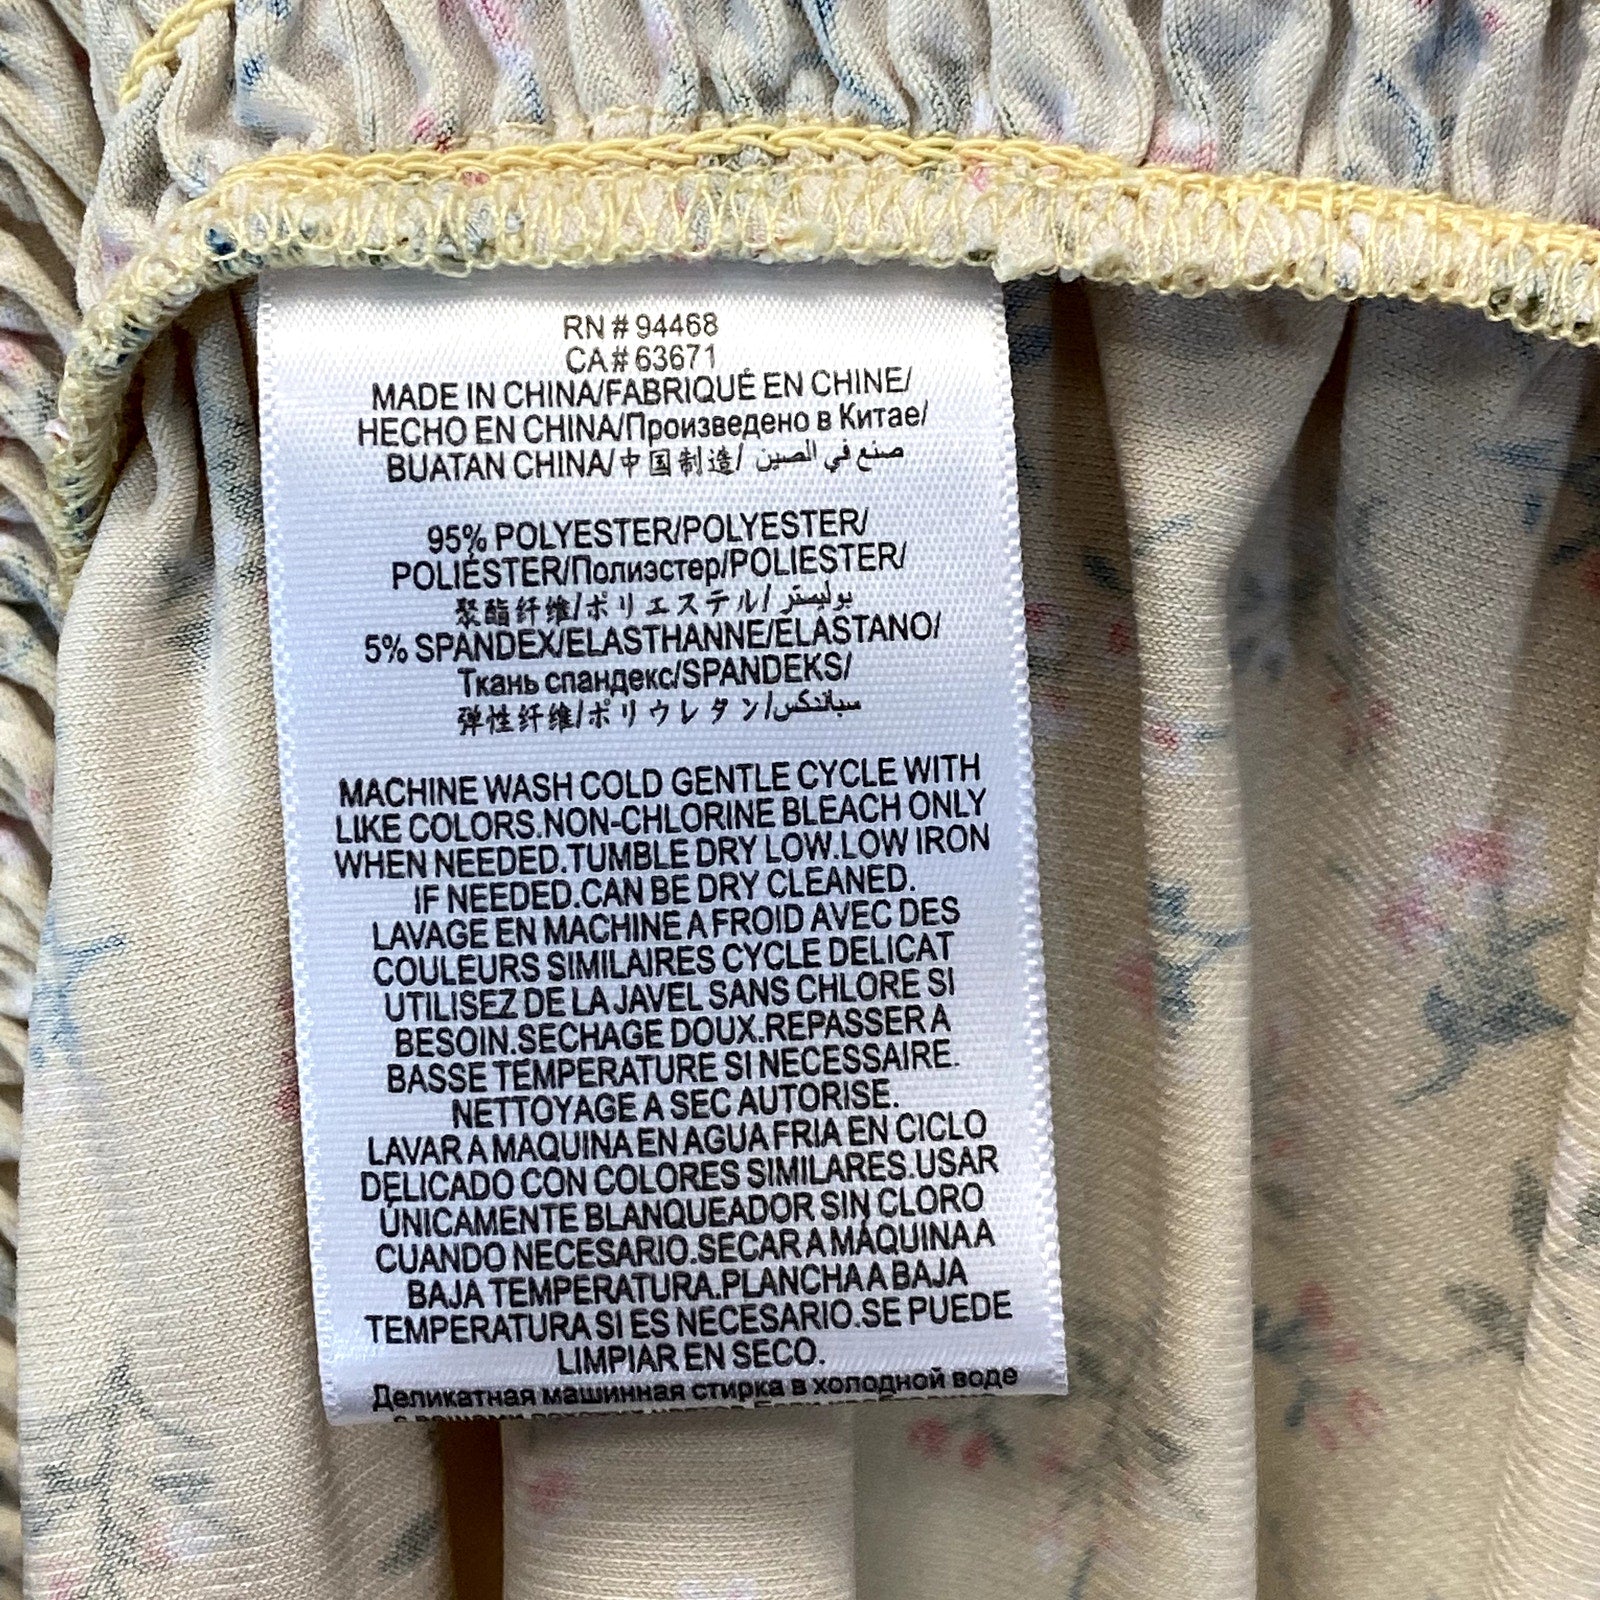 RN # 94468
CA# 63671
MADE IN CHINA/FABRIQUÉ EN CHINE/
HECHO EN CHINA/Произведено в Китае/
BUATAN CHINA/中国制造/ صنع في الصين
95% POLYESTER/POLYESTER/
POLIÉSTER/Полиэстер/POLIESTER/
聚酯纤维/ポリエステル/ بوليستر
5% SPANDEX/ELASTHANNE/ELASTANO/
Ткань спандекс/SPANDEKS/
弹性纤维/ポリウレタン/سباندكس
MACHINE WASH COLD GENTLE CYCLE WITH
LIKE COLORS.NON-CHLORINE BLEACH ONLY
WHEN NEEDED.TUMBLE DRY LOW.LOW IRON
IF NEEDED.CAN BE DRY CLEANED.
LAVAGE EN MACHINE A FROID AVEC DES
COULEURS SIMILAIRES CYCLE DELICAT
UTILISEZ DE LA JAVEL SANS CHLORE SI
BESOIN.SECHAGE DOUX.REPASSER A
BASSE TEMPERATURE SI NECESSAIRE.
NETTOYAGE A SEC AUTORISE.
LAVAR A MAQUINA EN AGUA FRIA EN CICLO
DELICADO CON COLORES SIMILARES.USAR
ÚNICAMENTE BLANQUEADOR SIN CLORO
CUANDO NECESARIO.SECAR A MÁQUINA A
BAJA TEMPERATURA.PLANCHA A BAJA
TEMPERATURA SI ES NECESARIO.SE PUEDE
LIMPIAR EN SECO.
Деликатная машинная стирка в холодной воде